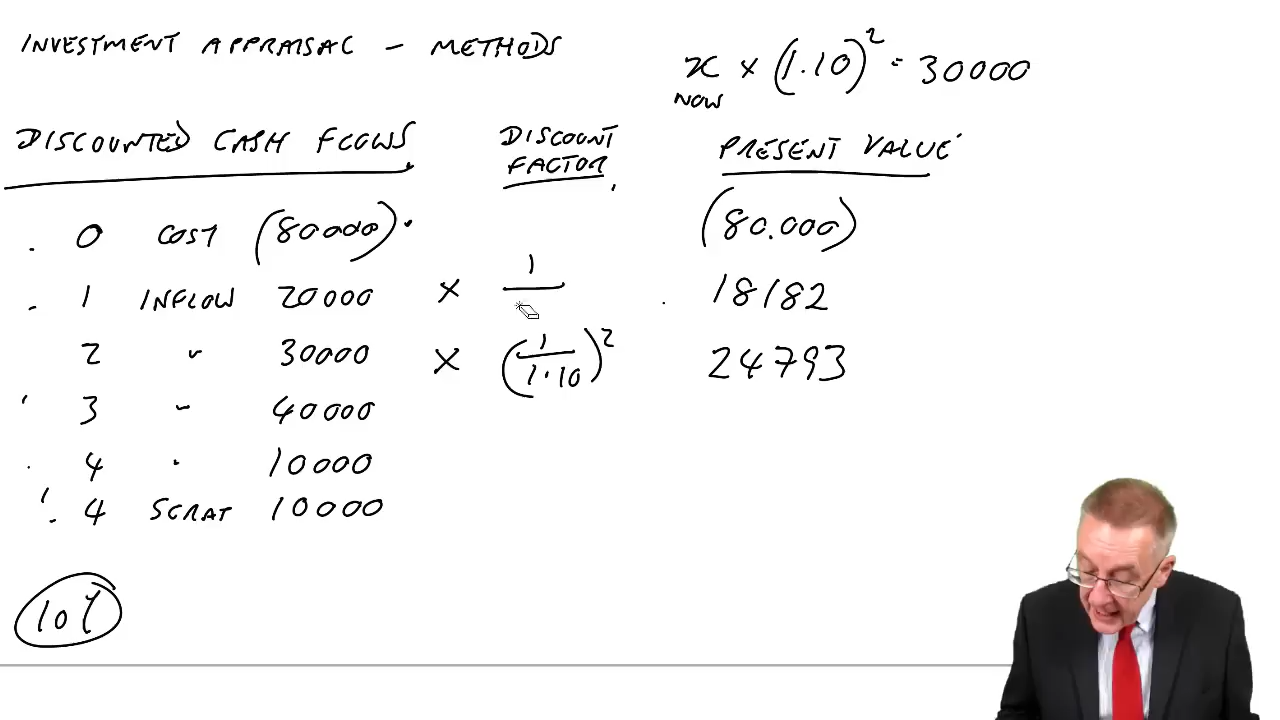 INVESTMENT APPRAISAL - METHODS
x × (1.10)² = 30000
NOW
DISCOUNTED CASH FLOWS
DISCOUNT
FACTOR
PRESENT VALUE
0 COST (80000) (80.000)
1 INFLOW 20000 × 1 18182
2 " 30000 × (1/1.10)² 24793
3 " 40000
4 " 10000
4 SCRAP 10000
10%